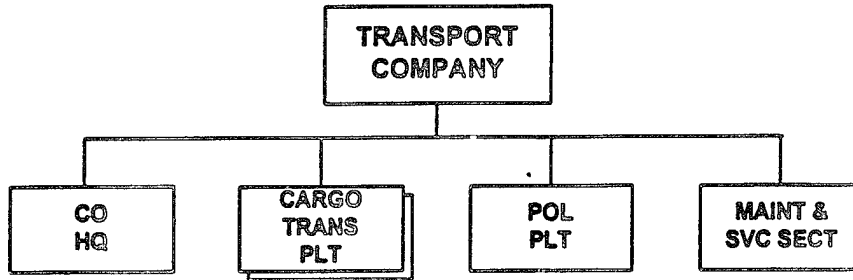 TRANSPORT
COMPANY
CO
HQ
CARGO
TRANS
PLT
POL
PLT
MAINT &
SVC SECT